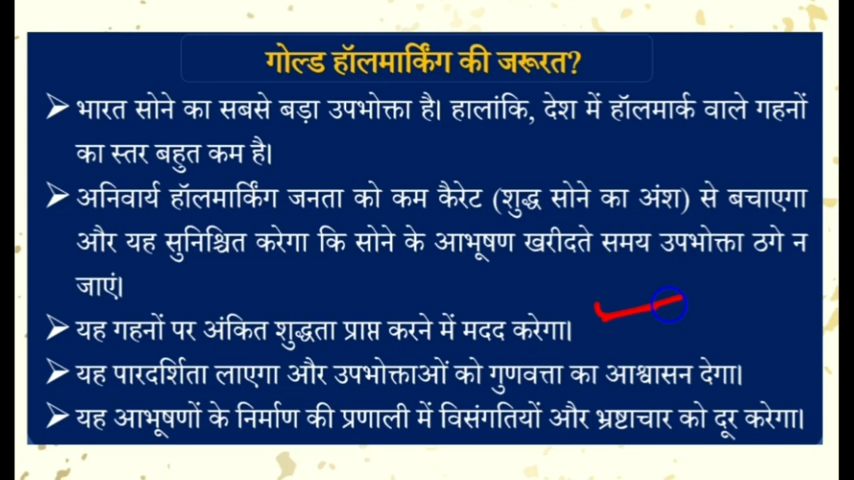 गोल्ड हॉलमार्किंग की जरूरत?
➤ भारत सोने का सबसे बड़ा उपभोक्ता है। हालांकि, देश में हॉलमार्क वाले गहनों
का स्तर बहुत कम है।
➤ अनिवार्य हॉलमार्किंग जनता को कम कैरेट (शुद्ध सोने का अंश) से बचाएगा
और यह सुनिश्चित करेगा कि सोने के आभूषण खरीदते समय उपभोक्ता ठगे न
जाएं।
➤ यह गहनों पर अंकित शुद्धता प्राप्त करने में मदद करेगा।
➤ यह पारदर्शिता लाएगा और उपभोक्ताओं को गुणवत्ता का आश्वासन देगा।
➤ यह आभूषणों के निर्माण की प्रणाली में विसंगतियों और भ्रष्टाचार को दूर करेगा।